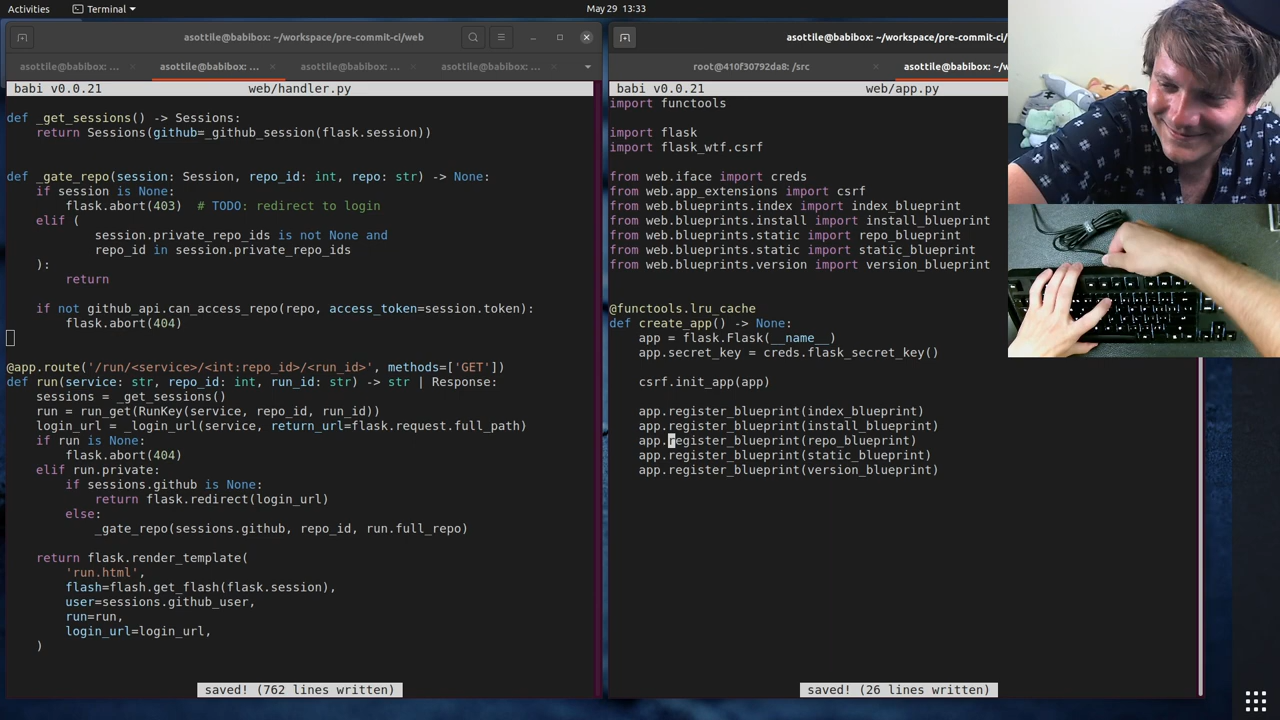 Activities
Terminal
May 29 13:33
asottile@babibox: ~/workspace/pre-commit-ci/web
asottile@babibox: ~/workspace/pre-commit-ci/
asottile@babibox: ~...
asottile@babibox: ~...
asottile@babibox: ~...
asottile@babibox: ~...
root@410f30792da8: /src
asottile@babibox: ~/w
babi v0.0.21 web/handler.py
def _get_sessions() -> Sessions:
    return Sessions(github=_github_session(flask.session))
def _gate_repo(session: Session, repo_id: int, repo: str) -> None:
    if session is None:
        flask.abort(403)  # TODO: redirect to login
    elif (
            session.private_repo_ids is not None and
            repo_id in session.private_repo_ids
    ):
        return
    if not github_api.can_access_repo(repo, access_token=session.token):
        flask.abort(404)
@app.route('/run/<service>/<int:repo_id>/<run_id>', methods=['GET'])
def run(service: str, repo_id: int, run_id: str) -> str | Response:
    sessions = _get_sessions()
    run = run_get(RunKey(service, repo_id, run_id))
    login_url = _login_url(service, return_url=flask.request.full_path)
    if run is None:
        flask.abort(404)
    elif run.private:
        if sessions.github is None:
            return flask.redirect(login_url)
        else:
            _gate_repo(sessions.github, repo_id, run.full_repo)
    return flask.render_template(
        'run.html',
        flash=flash.get_flash(flask.session),
        user=sessions.github_user,
        run=run,
        login_url=login_url,
    )
saved! (762 lines written)
babi v0.0.21 web/app.py
import functools
import flask
import flask_wtf.csrf
from web.iface import creds
from web.app_extensions import csrf
from web.blueprints.index import index_blueprint
from web.blueprints.install import install_blueprint
from web.blueprints.static import repo_blueprint
from web.blueprints.static import static_blueprint
from web.blueprints.version import version_blueprint
@functools.lru_cache
def create_app() -> None:
    app = flask.Flask(__name__)
    app.secret_key = creds.flask_secret_key()
    csrf.init_app(app)
    app.register_blueprint(index_blueprint)
    app.register_blueprint(install_blueprint)
    app.register_blueprint(repo_blueprint)
    app.register_blueprint(static_blueprint)
    app.register_blueprint(version_blueprint)
saved! (26 lines written)